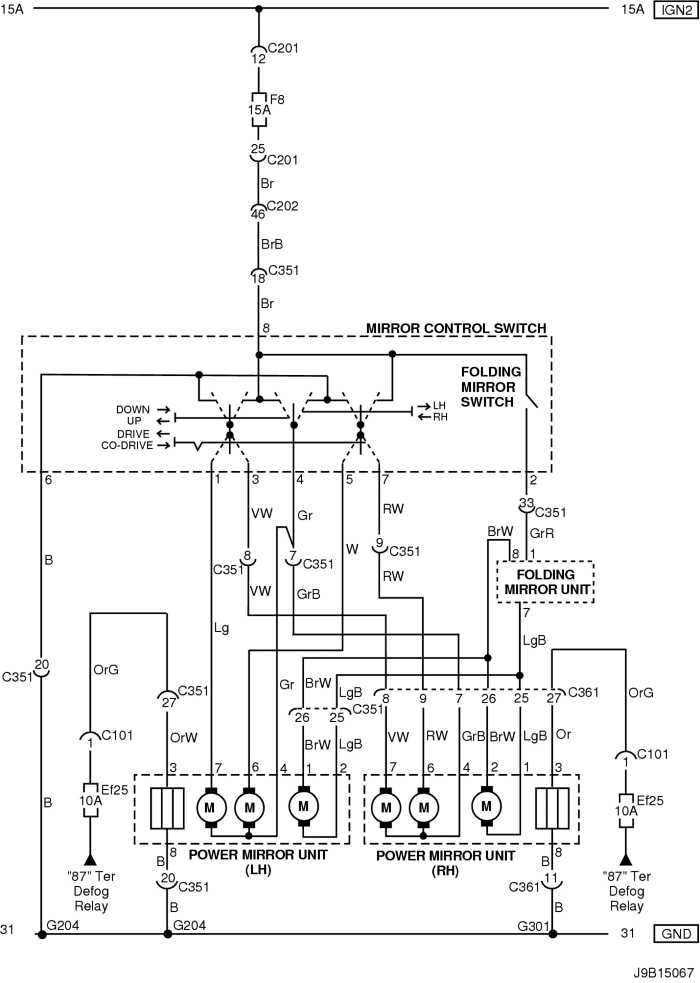 15A 15A IGN2
C201
12
F8
15A
25
C201
Br
C202
46
BrB
C351
18
Br
8
MIRROR CONTROL SWITCH
FOLDING
MIRROR
SWITCH
DOWN
UP
DRIVE
CO-DRIVE
LH
RH
6 1 3 4 5 7 2
VW Gr RW
33
C351
BrW GrR
B
8
C351
7
C351
W
9
C351
8 1
FOLDING
MIRROR UNIT
VW GrB RW
7
Lg
LgB
20
C351
OrG
27
C351
Gr BrW LgB
26 25
C351
8 9 7 26 25 27
C361
OrG
1
C101
OrW
BrW LgB
VW RW GrB BrW LgB Or
1
C101
3 7 6 4 1 2
7 6 4 2 1 3
Ef25
10A
M M M
M M M
Ef25
10A
B
8
POWER MIRROR UNIT
(LH)
POWER MIRROR UNIT
(RH)
8
B
B
"87" Ter
Defog
Relay
20
C351
B
11
C361
B
"87" Ter
Defog
Relay
31 G204 G204 G301 31 GND
J9B15067